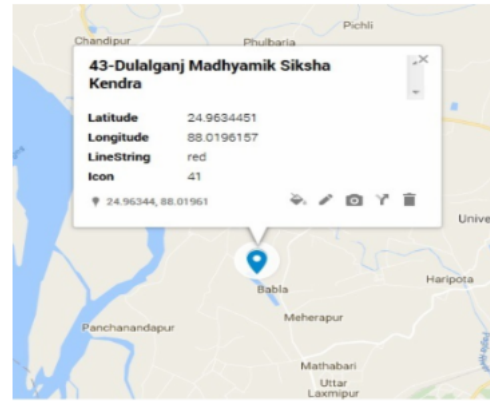 Pichli
Chandipur
Phulbaria
43-Dulalganj Madhyamik Siksha
Kendra
Latitude 24.9634451
Longitude 88.0196157
LineString red
Icon 41
24.96344, 88.01961
Unive
Haripota
Babla
Meherapur
Panchanandapur
Mathabari
Uttar
Laxmipur